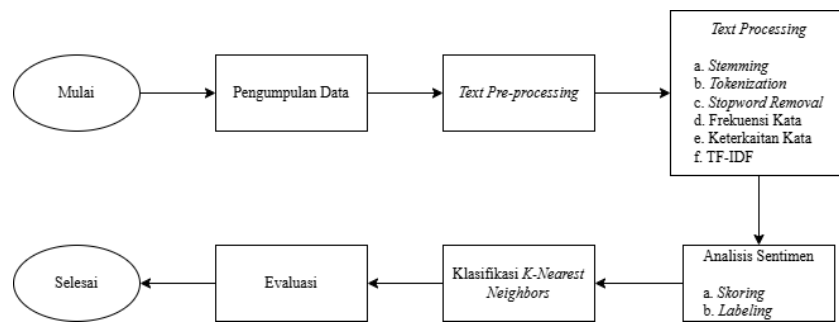 Mulai
Pengumpulan Data
Text Pre-processing
Text Processing
a. Stemming
b. Tokenization
c. Stopword Removal
d. Frekuensi Kata
e. Keterkaitan Kata
f. TF-IDF
Analisis Sentimen
a. Skoring
b. Labeling
Klasifikasi K-Nearest
Neighbors
Evaluasi
Selesai